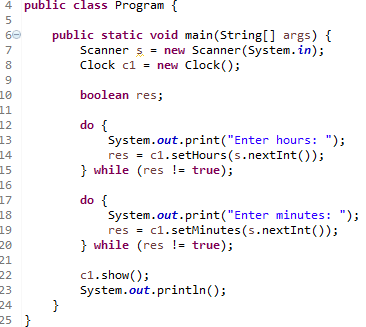 4 public class Program {
5
6 public static void main(String[] args) {
7 Scanner s = new Scanner(System.in);
8 Clock c1 = new Clock();
9
10 boolean res;
11
12 do {
13 System.out.print("Enter hours: ");
14 res = c1.setHours(s.nextInt());
15 } while (res != true);
16
17 do {
18 System.out.print("Enter minutes: ");
19 res = c1.setMinutes(s.nextInt());
20 } while (res != true);
21
22 c1.show();
23 System.out.println();
24 }
25 }